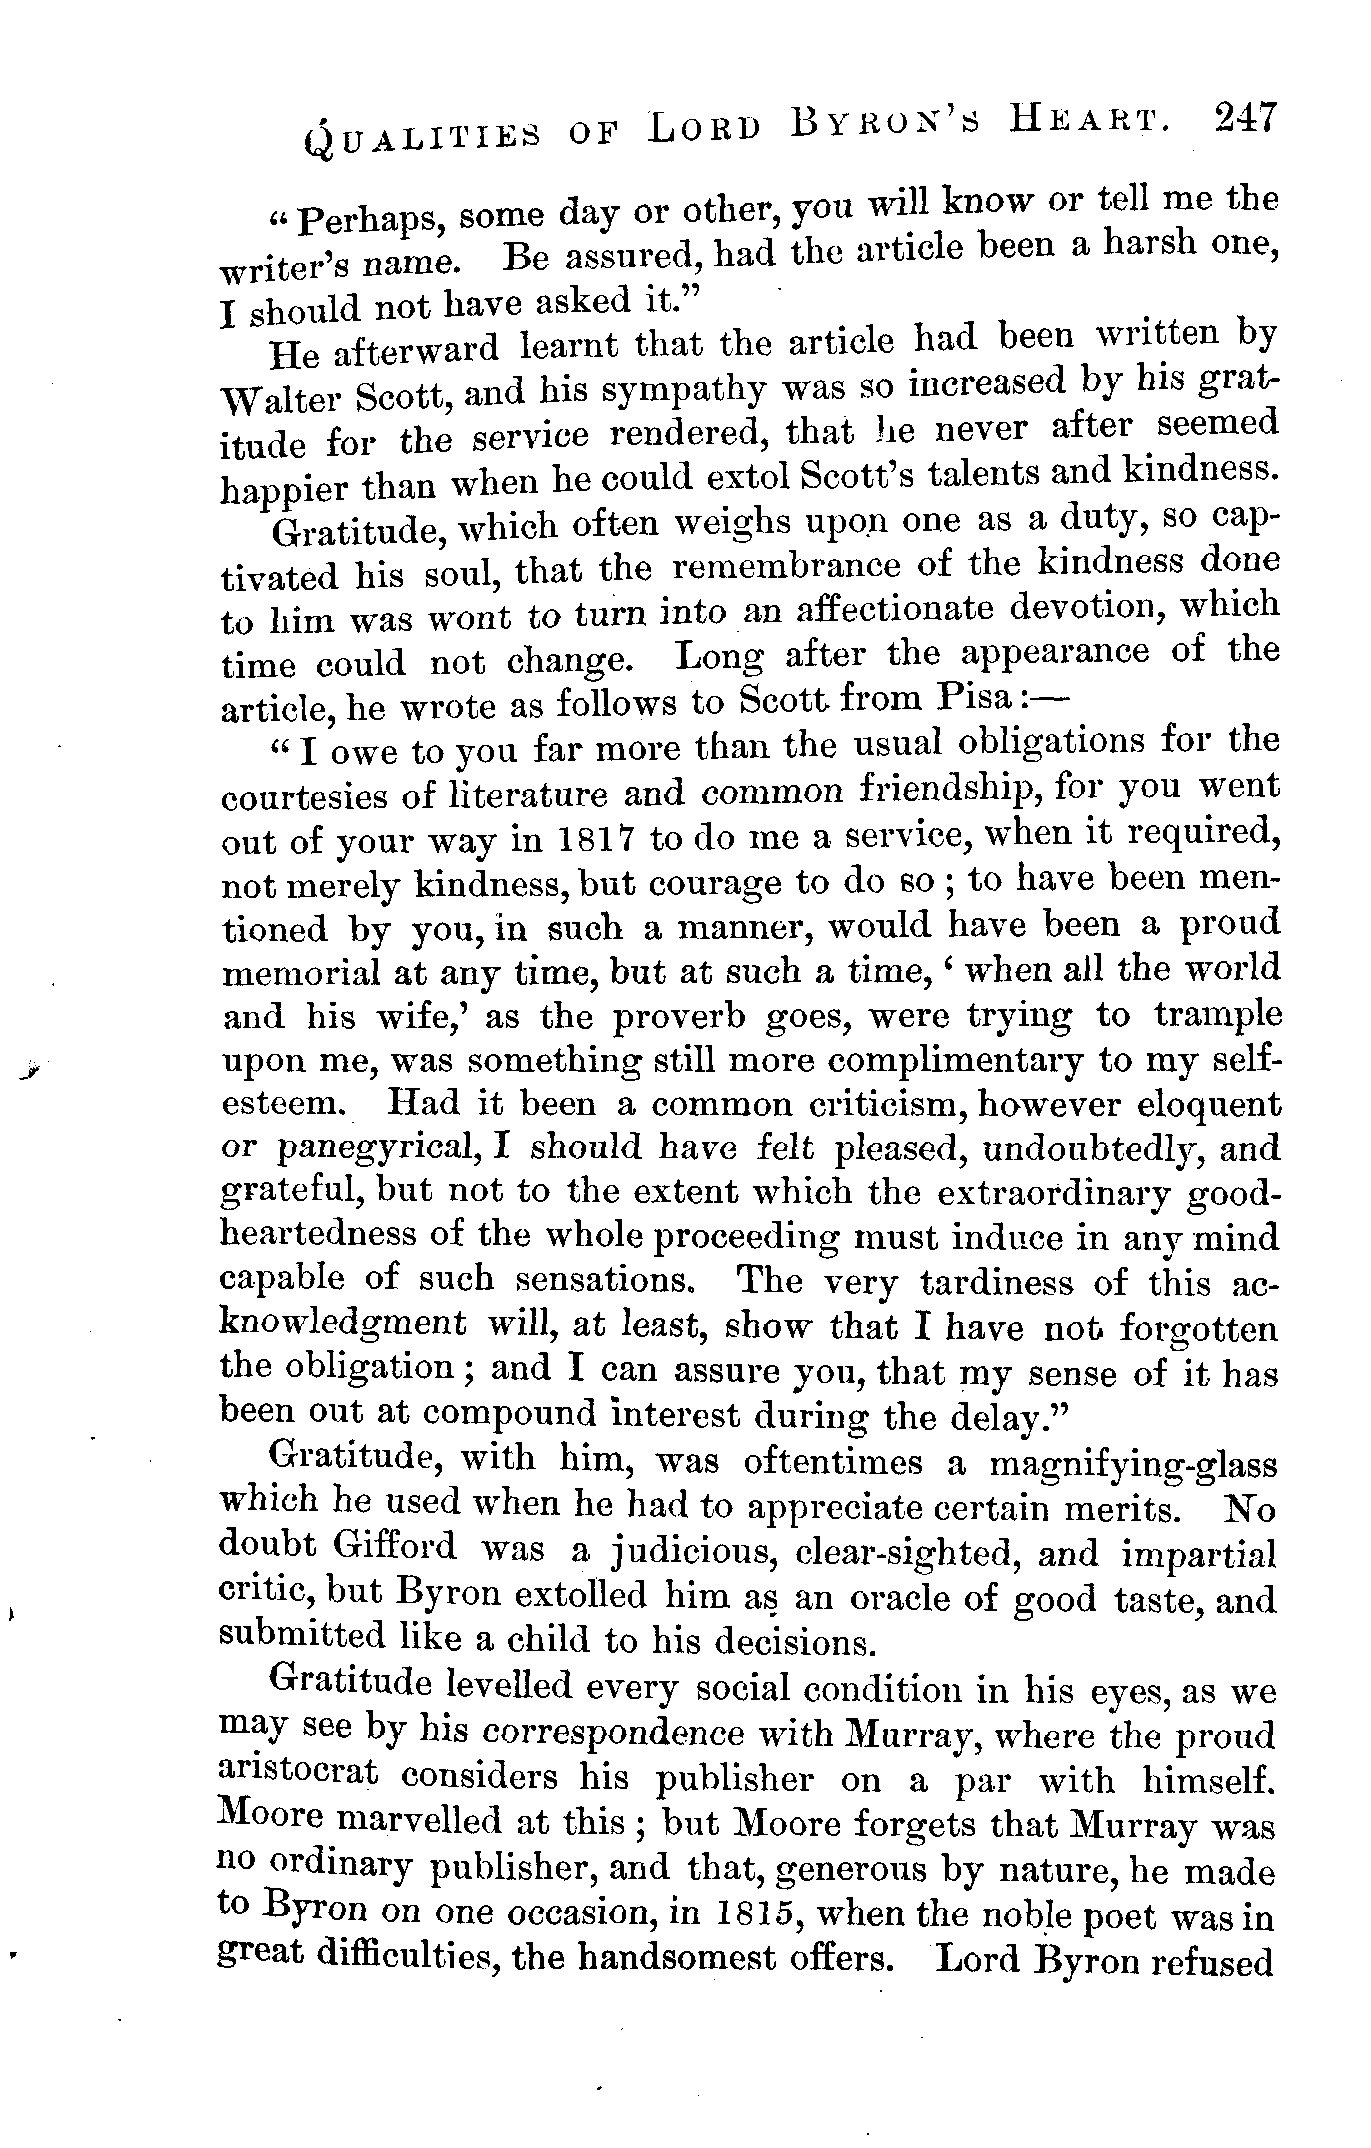 QUALITIES OF LORD BYRON'S HEART. 247
“Perhaps, some day or other, you will know or tell me the
writer's name. Be assured, had the article been a harsh one,
I should not have asked it.”
He afterward learnt that the article had been written by
Walter Scott, and his sympathy was so increased by his grat-
itude for the service rendered, that he never after seemed
happier than when he could extol Scott's talents and kindness.
Gratitude, which often weighs upon one as a duty, so cap-
tivated his soul, that the remembrance of the kindness done
to him was wont to turn into an affectionate devotion, which
time could not change. Long after the appearance of the
article, he wrote as follows to Scott from Pisa:—
“I owe to you far more than the usual obligations for the
courtesies of literature and common friendship, for you went
out of your way in 1817 to do me a service, when it required,
not merely kindness, but courage to do so; to have been men-
tioned by you, in such a manner, would have been a proud
memorial at any time, but at such a time, ‘when all the world
and his wife,’ as the proverb goes, were trying to trample
upon me, was something still more complimentary to my self-
esteem. Had it been a common criticism, however eloquent
or panegyrical, I should have felt pleased, undoubtedly, and
grateful, but not to the extent which the extraordinary good-
heartedness of the whole proceeding must induce in any mind
capable of such sensations. The very tardiness of this ac-
knowledgment will, at least, show that I have not forgotten
the obligation; and I can assure you, that my sense of it has
been out at compound interest during the delay.”
Gratitude, with him, was oftentimes a magnifying-glass
which he used when he had to appreciate certain merits. No
doubt Gifford was a judicious, clear-sighted, and impartial
critic, but Byron extolled him as an oracle of good taste, and
submitted like a child to his decisions.
Gratitude levelled every social condition in his eyes, as we
may see by his correspondence with Murray, where the proud
aristocrat considers his publisher on a par with himself.
Moore marvelled at this; but Moore forgets that Murray was
no ordinary publisher, and that, generous by nature, he made
to Byron on one occasion, in 1815, when the noble poet was in
great difficulties, the handsomest offers. Lord Byron refused